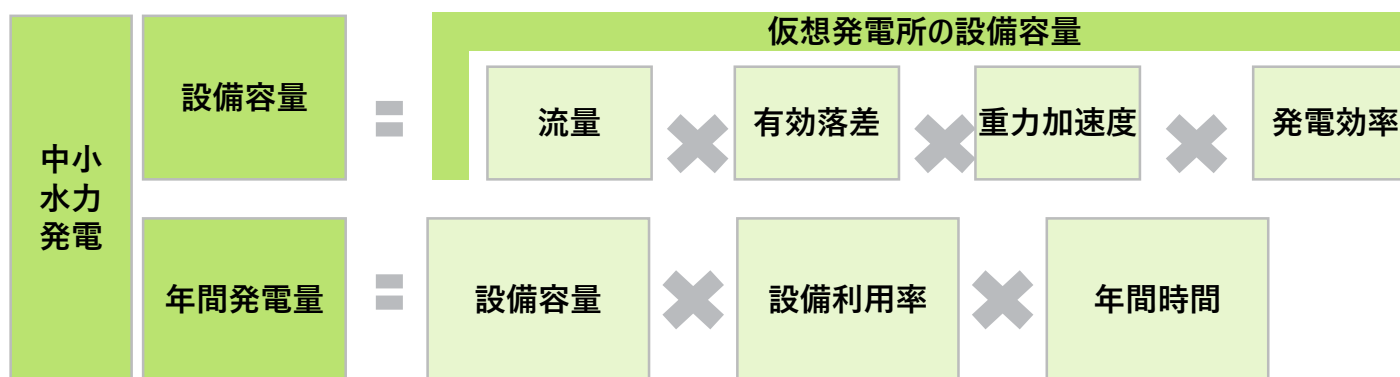 中小
水力
発電
設備容量
=
仮想発電所の設備容量
流量
×
有効落差
×
重力加速度
×
発電効率
年間発電量
=
設備容量
×
設備利用率
×
年間時間